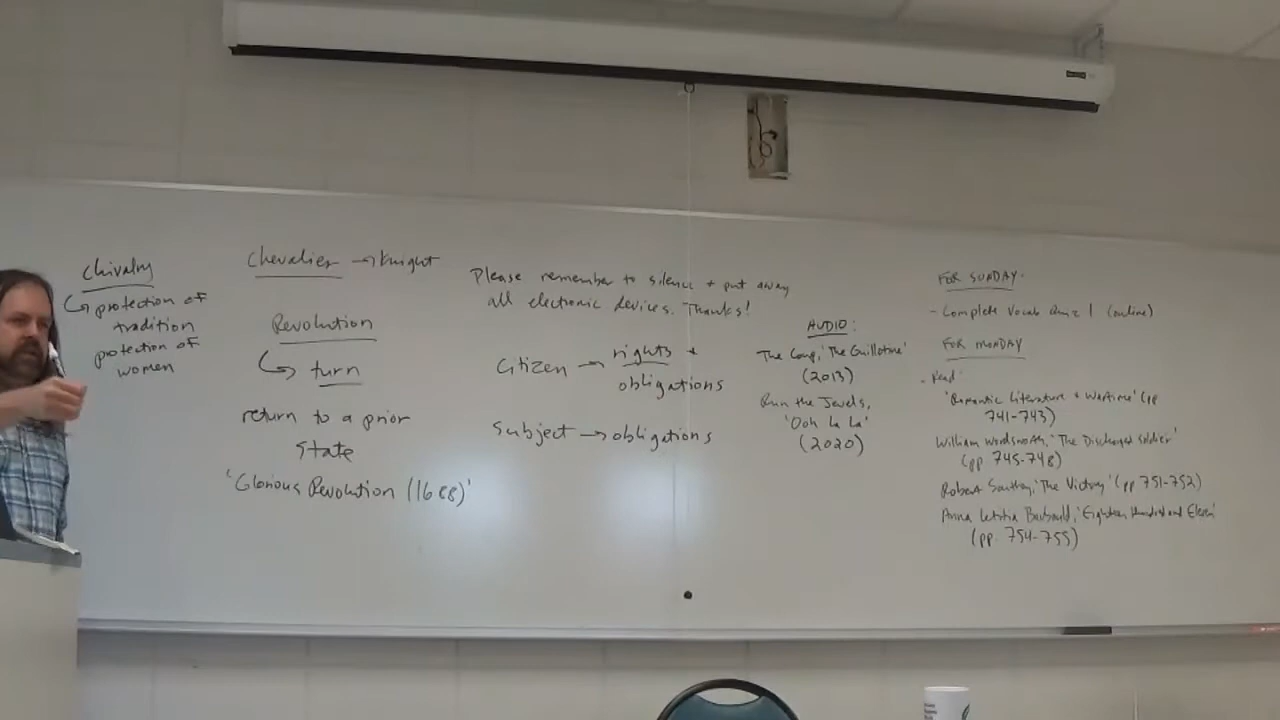 Chivalry
protection of
tradition
protection of
women
Chevalier → Knight
Revolution
turn
return to a prior
state
'Glorious Revolution (1688)'
Please remember to silence + put away
all electronic devices. Thanks!
Citizen → rights +
obligations
Subject → obligations
AUDIO:
The Coup, 'The Guillotine'
(2013)
Run the Jewels,
'Ooh la la'
(2020)
FOR SUNDAY:
- Complete Vocab Quiz 1 (online)
FOR MONDAY
- Read:
'Romantic Literature + Wartime' (pp
741-743)
William Wordsworth, 'The Discharged Soldier'
(pp 745-748)
Robert Southey, 'The Victory' (pp 751-752)
Anna Letitia Barbauld, 'Eighteen Hundred and Eleven'
(pp. 754-755)